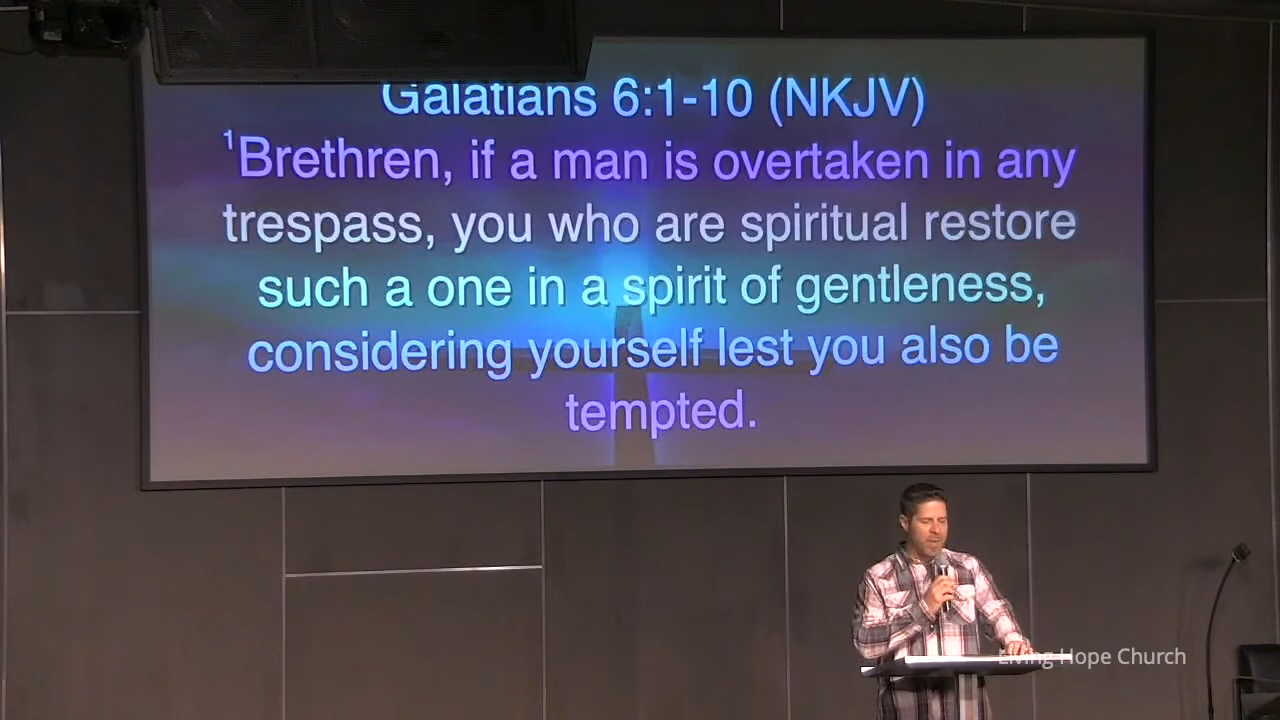 Galatians 6:1-10 (NKJV)
¹Brethren, if a man is overtaken in any
trespass, you who are spiritual restore
such a one in a spirit of gentleness,
considering yourself lest you also be
tempted.
Living Hope Church